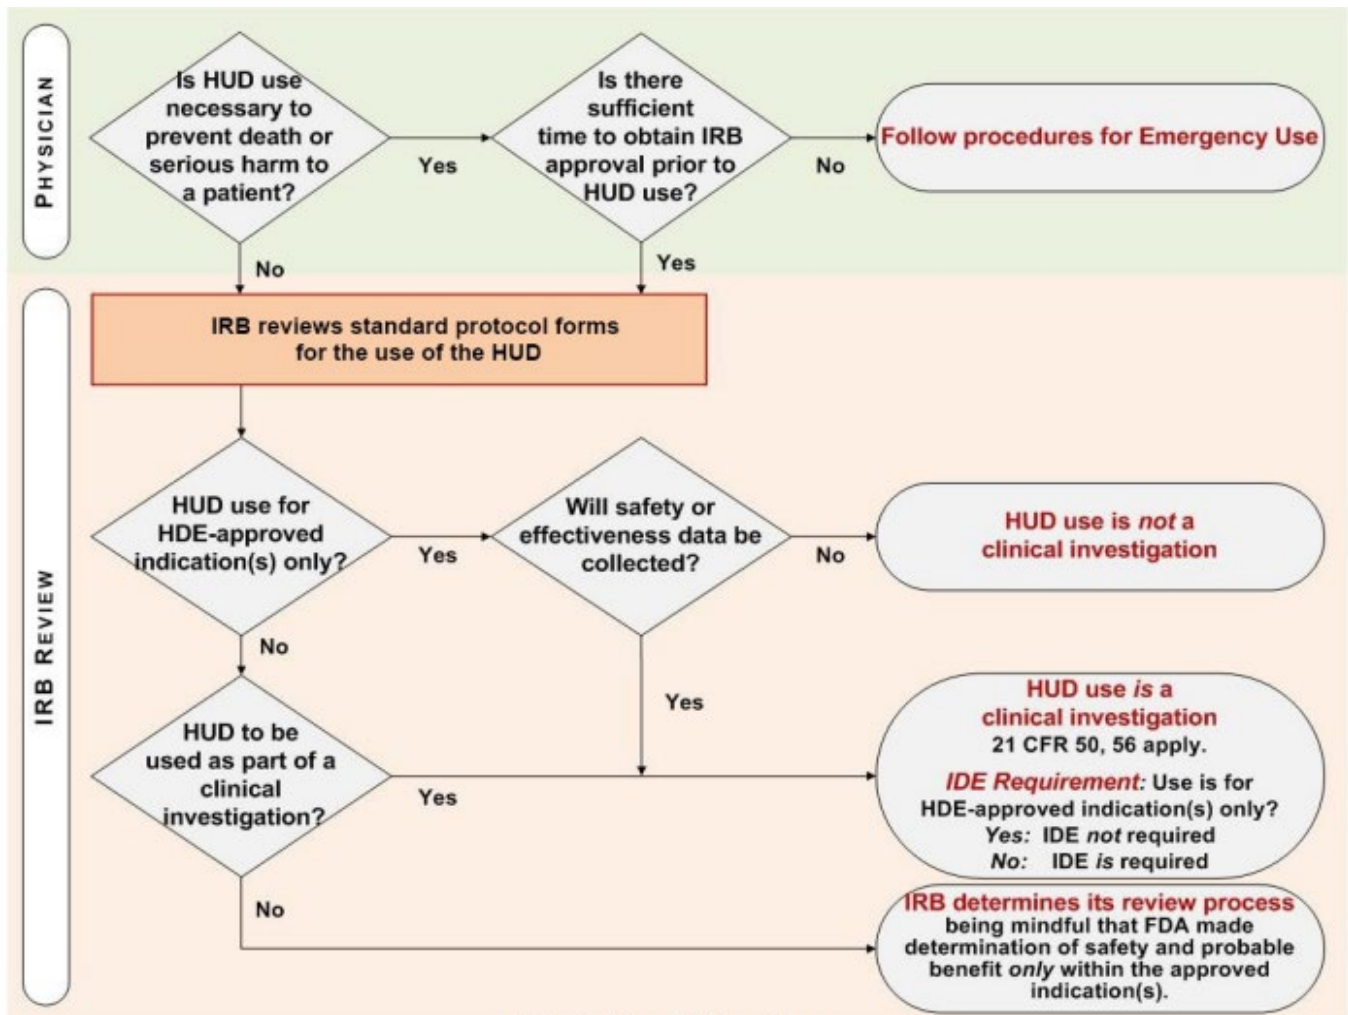 PHYSICIAN
Is HUD use
necessary to
prevent death or
serious harm to
a patient?
Yes
No
Is there
sufficient
time to obtain IRB
approval prior to
HUD use?
No
Yes
Follow procedures for Emergency Use
IRB REVIEW
IRB reviews standard protocol forms
for the use of the HUD
HUD use for
HDE-approved
indication(s) only?
Yes
No
Will safety or
effectiveness data be
collected?
No
Yes
HUD use is not a
clinical investigation
HUD to be
used as part of a
clinical
investigation?
Yes
No
HUD use is a
clinical investigation
21 CFR 50, 56 apply.
IDE Requirement: Use is for
HDE-approved indication(s) only?
Yes: IDE not required
No: IDE is required
IRB determines its review process
being mindful that FDA made
determination of safety and probable
benefit only within the approved
indication(s).